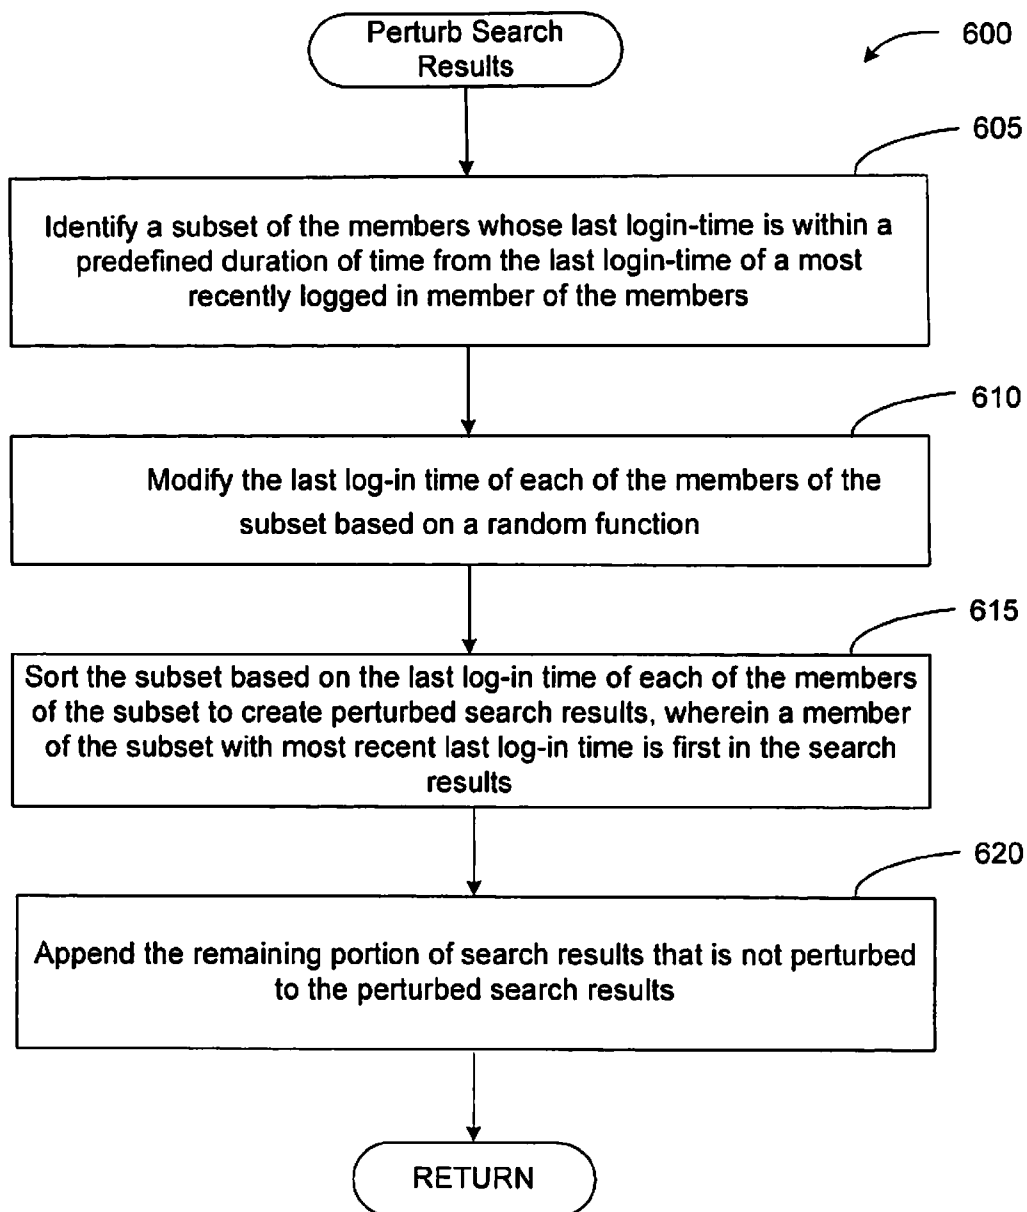 Perturb Search
Results
600
605
Identify a subset of the members whose last login-time is within a
predefined duration of time from the last login-time of a most
recently logged in member of the members
610
Modify the last log-in time of each of the members of the
subset based on a random function
615
Sort the subset based on the last log-in time of each of the members
of the subset to create perturbed search results, wherein a member
of the subset with most recent last log-in time is first in the search
results
620
Append the remaining portion of search results that is not perturbed
to the perturbed search results
RETURN